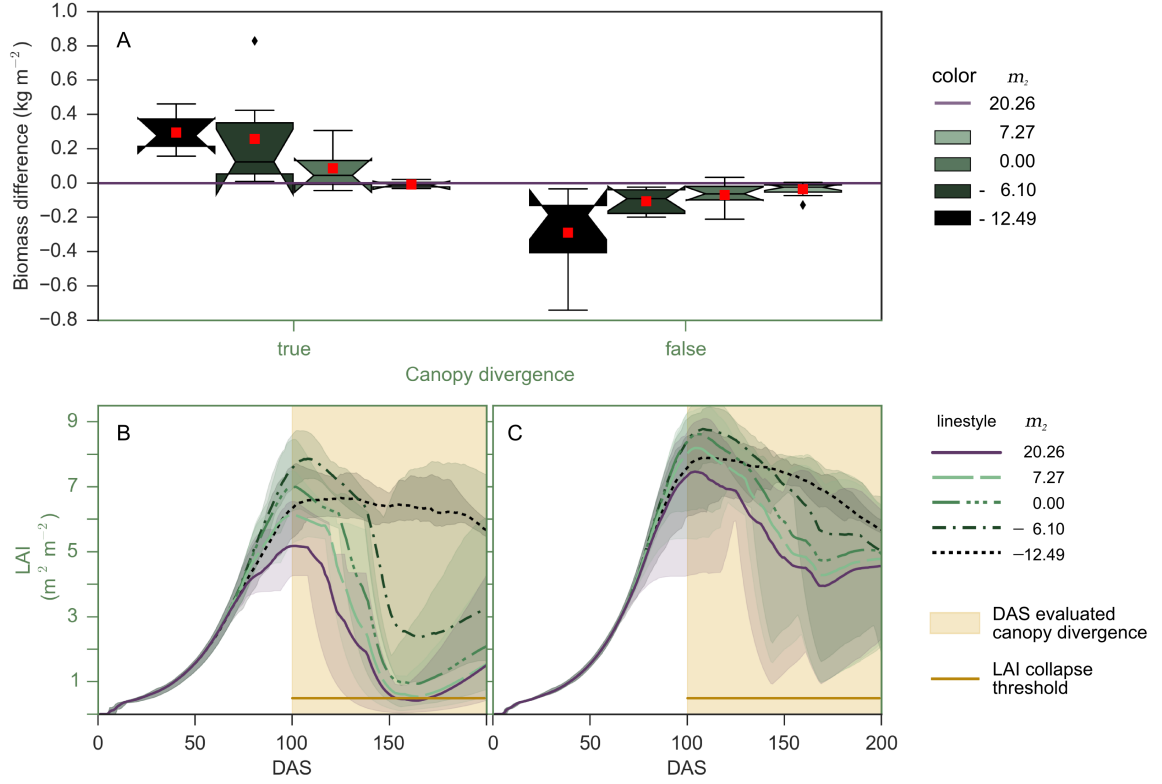 A
1.0
0.8
0.6
0.4
0.2
0.0
−0.2
−0.4
−0.6
−0.8
Biomass difference (kg m⁻²)
true
false
Canopy divergence
color m₂
20.26
7.27
0.00
- 6.10
- 12.49
B
C
9
7
5
3
1
LAI
(m² m⁻²)
0
50
100
150
0
50
100
150
200
DAS
DAS
linestyle m₂
20.26
7.27
0.00
− 6.10
−12.49
DAS evaluated
canopy divergence
LAI collapse
threshold